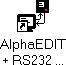 AlphaEDIT
+ RS232 ...